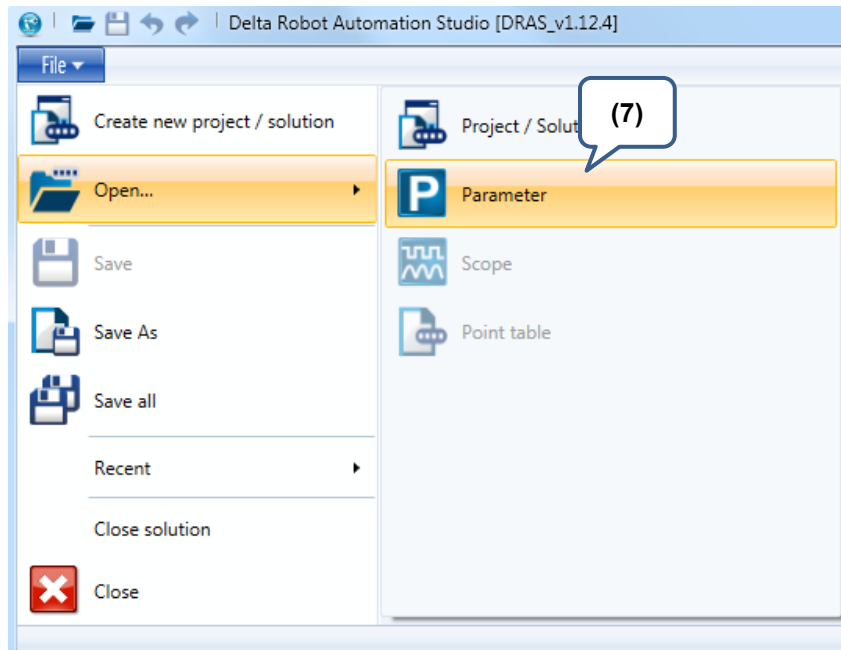 Delta Robot Automation Studio [DRAS_v1.12.4]
File
Create new project / solution
Open...
Save
Save As
Save all
Recent
Close solution
Close
Project / Solut
(7)
P
Parameter
Scope
Point table